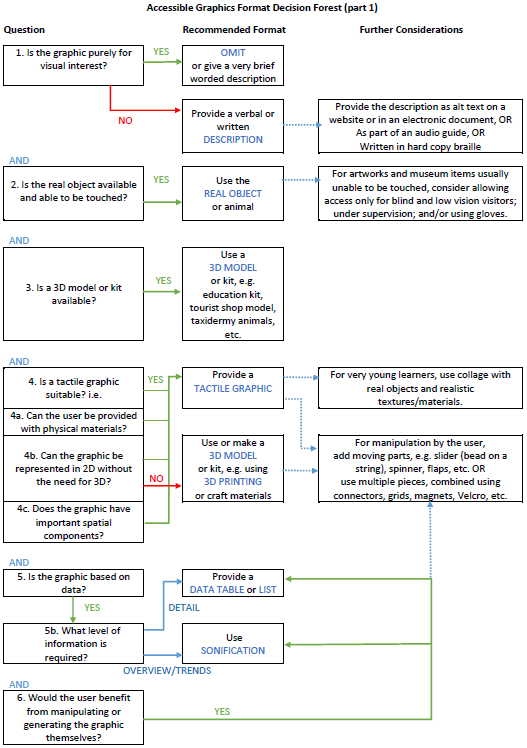 Accessible Graphics Format Decision Forest (part 1)
Question
Recommended Format
Further Considerations
1. Is the graphic purely for
visual interest?
YES
OMIT
or give a very brief
worded description
NO
Provide a verbal or
written
DESCRIPTION
Provide the description as alt text on a
website or in an electronic document, OR
As part of an audio guide, OR
Written in hard copy braille
AND
2. Is the real object available
and able to be touched?
YES
Use the
REAL OBJECT
or animal
For artworks and museum items usually
unable to be touched, consider allowing
access only for blind and low vision visitors;
under supervision; and/or using gloves.
AND
3. Is a 3D model or kit
available?
YES
Use a
3D MODEL
or kit, e.g.
education kit,
tourist shop model,
taxidermy animals,
etc.
AND
4. Is a tactile graphic
suitable? i.e.
YES
Provide a
TACTILE GRAPHIC
For very young learners, use collage with
real objects and realistic
textures/materials.
4a. Can the user be provided
with physical materials?
4b. Can the graphic be
represented in 2D without
the need for 3D?
NO
Use or make a
3D MODEL
or kit, e.g. using
3D PRINTING
or craft materials
For manipulation by the user,
add moving parts, e.g. slider (bead on a
string), spinner, flaps, etc. OR
use multiple pieces, combined using
connectors, grids, magnets, Velcro, etc.
4c. Does the graphic have
important spatial
components?
AND
5. Is the graphic based on
data?
YES
Provide a
DATA TABLE or LIST
DETAIL
5b. What level of
information is
required?
Use
SONIFICATION
OVERVIEW/TRENDS
AND
6. Would the user benefit
from manipulating or
generating the graphic
themselves?
YES